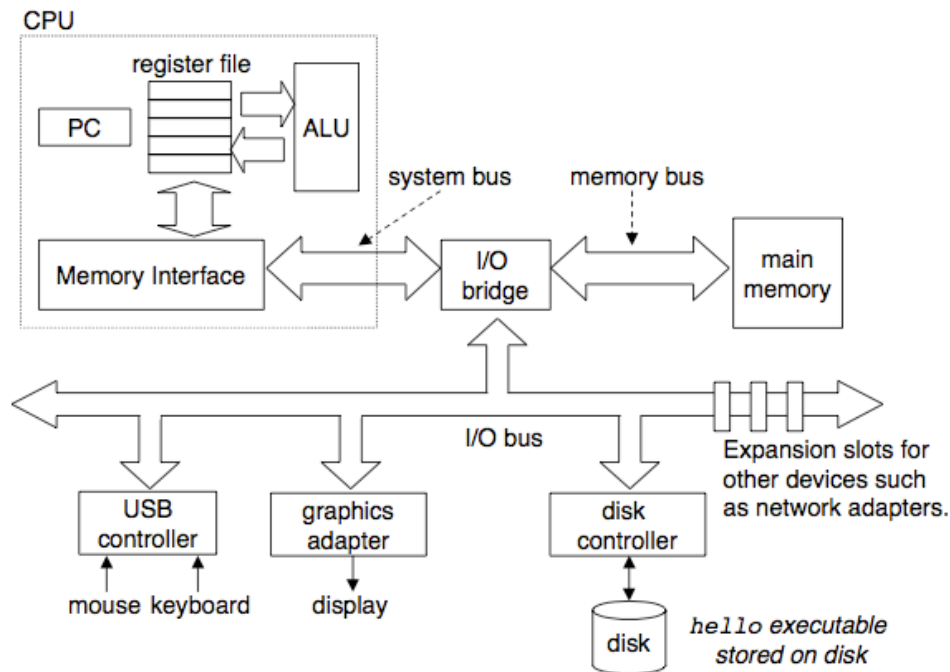 CPU
register file
PC
ALU
system bus
memory bus
Memory Interface
I/O
bridge
main
memory
I/O bus
Expansion slots for
other devices such
as network adapters.
USB
controller
graphics
adapter
disk
controller
mouse keyboard
display
disk
hello executable
stored on disk